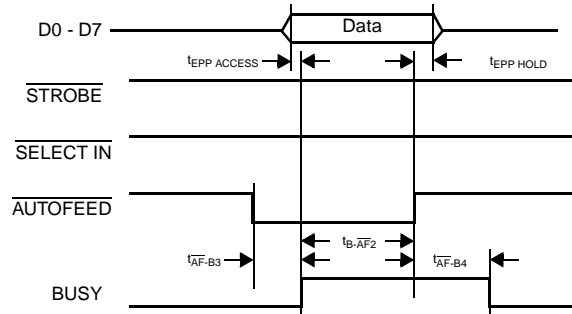 D0 - D7
Data
tEPP ACCESS
tEPP HOLD
STROBE
SELECT IN
AUTOFEED
tB-AF2
tAF-B3
tAF-B4
BUSY